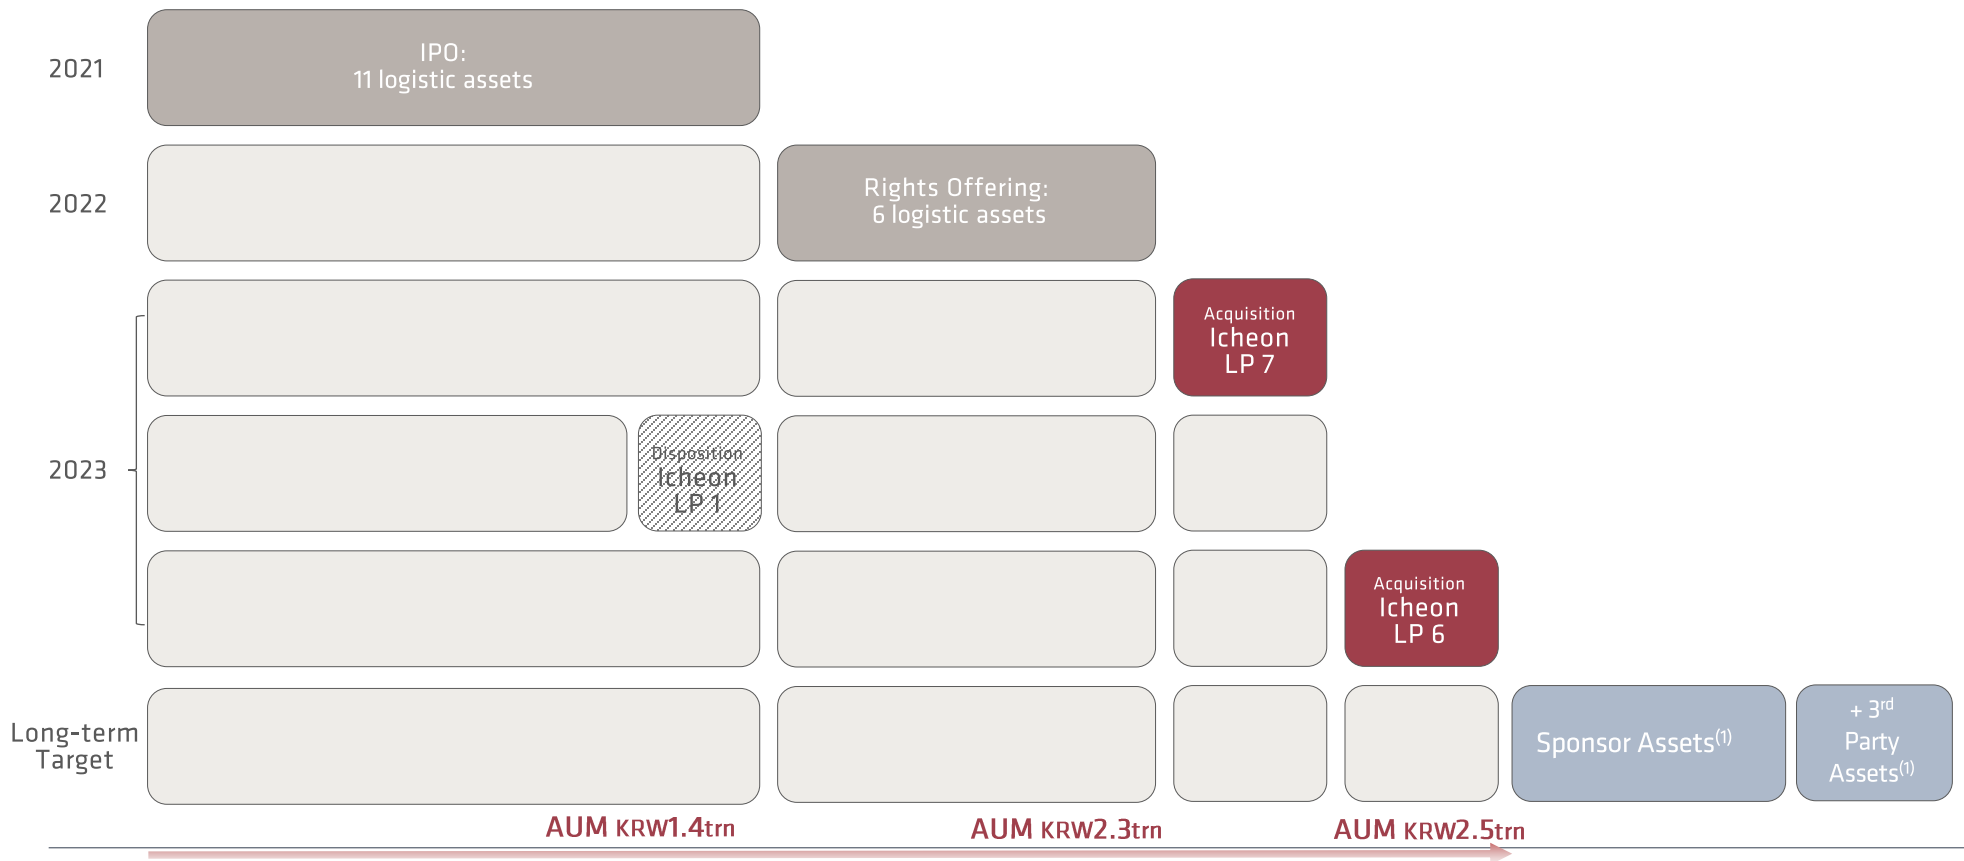 2021
IPO:
11 logistic assets
2022
Rights Offering:
6 logistic assets
Acquisition
Icheon
LP 7
2023
Disposition
Icheon
LP 1
Acquisition
Icheon
LP 6
Long-term
Target
Sponsor Assets(1)
+ 3rd
Party
Assets(1)
AUM KRW1.4trn
AUM KRW2.3trn
AUM KRW2.5trn